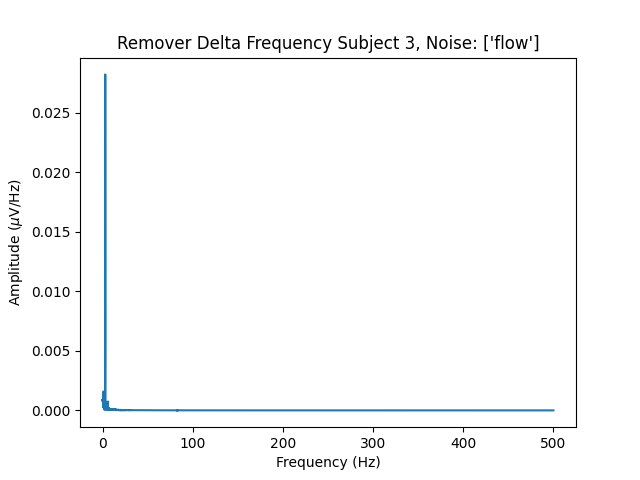 Remover Delta Frequency Subject 3, Noise: ['flow']
Amplitude (μV/Hz)
0.025
0.020
0.015
0.010
0.005
0.000
0 100 200 300 400 500
Frequency (Hz)